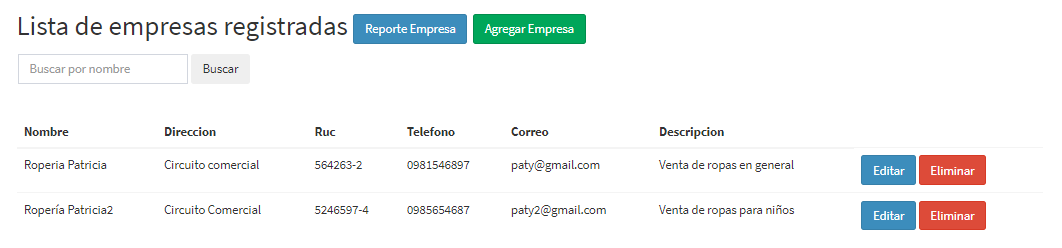 Lista de empresas registradas Reporte Empresa Agregar Empresa
Buscar por nombre Buscar
Nombre Direccion Ruc Telefono Correo Descripcion
Roperia Patricia Circuito comercial 564263-2 0981546897 paty@gmail.com Venta de ropas en general Editar Eliminar
Ropería Patricia2 Circuito Comercial 5246597-4 0985654687 paty2@gmail.com Venta de ropas para niños Editar Eliminar